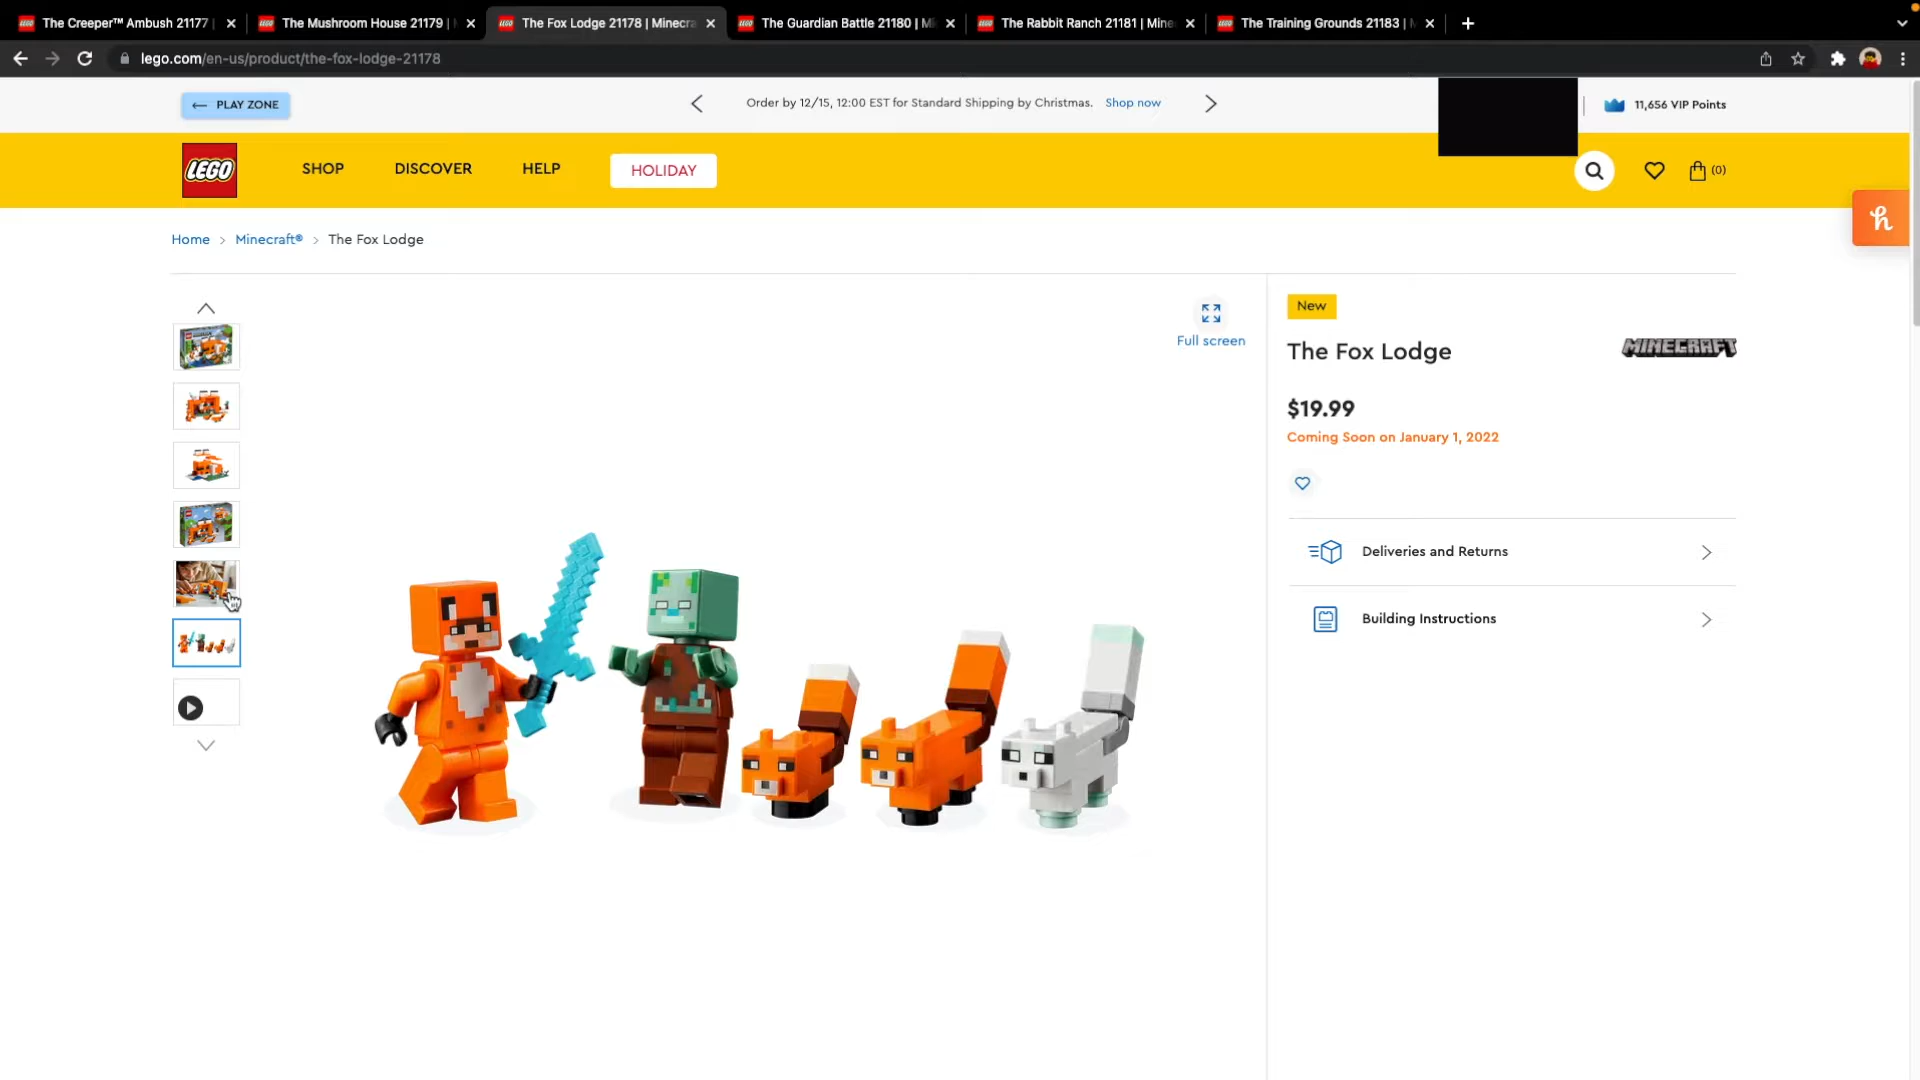 The Creeper™ Ambush 21177 |
The Mushroom House 21179 |
The Fox Lodge 21178 | Minecra
The Guardian Battle 21180 | Mi
The Rabbit Ranch 21181 | Mine
The Training Grounds 21183 |
lego.com/en-us/product/the-fox-lodge-21178
PLAY ZONE
Order by 12/15, 12:00 EST for Standard Shipping by Christmas. Shop now
11,656 VIP Points
LEGO
SHOP
DISCOVER
HELP
HOLIDAY
(0)
h
Home > Minecraft® > The Fox Lodge
Full screen
New
The Fox Lodge
MINECRAFT
$19.99
Coming Soon on January 1, 2022
Deliveries and Returns
Building Instructions